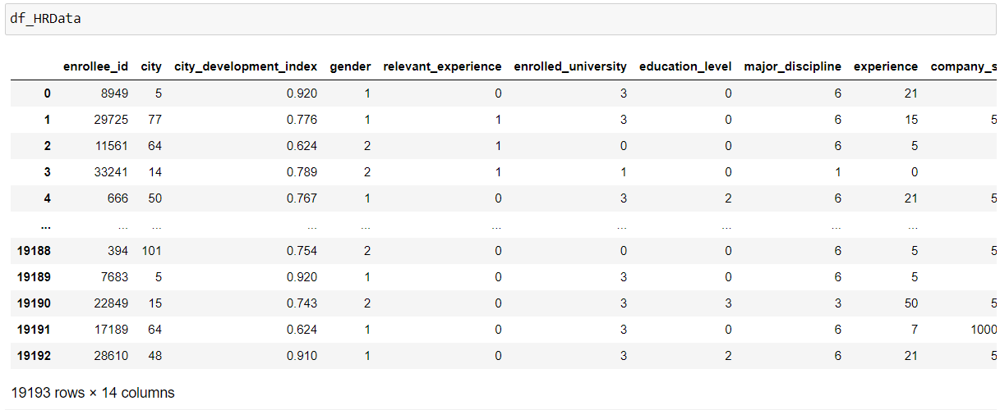 df_HRData
enrollee_id city city_development_index gender relevant_experience enrolled_university education_level major_discipline experience company_s
0 8949 5 0.920 1 0 3 0 6 21
1 29725 77 0.776 1 1 3 0 6 15 5
2 11561 64 0.624 2 1 0 0 6 5
3 33241 14 0.789 2 1 1 0 1 0
4 666 50 0.767 1 0 3 2 6 21 5
... ... ... ... ... ... ... ... ... ...
19188 394 101 0.754 2 0 0 0 6 5 5
19189 7683 5 0.920 1 0 3 0 6 5
19190 22849 15 0.743 2 0 3 3 3 50 5
19191 17189 64 0.624 1 0 3 0 6 7 1000
19192 28610 48 0.910 1 0 3 2 6 21 5
19193 rows × 14 columns